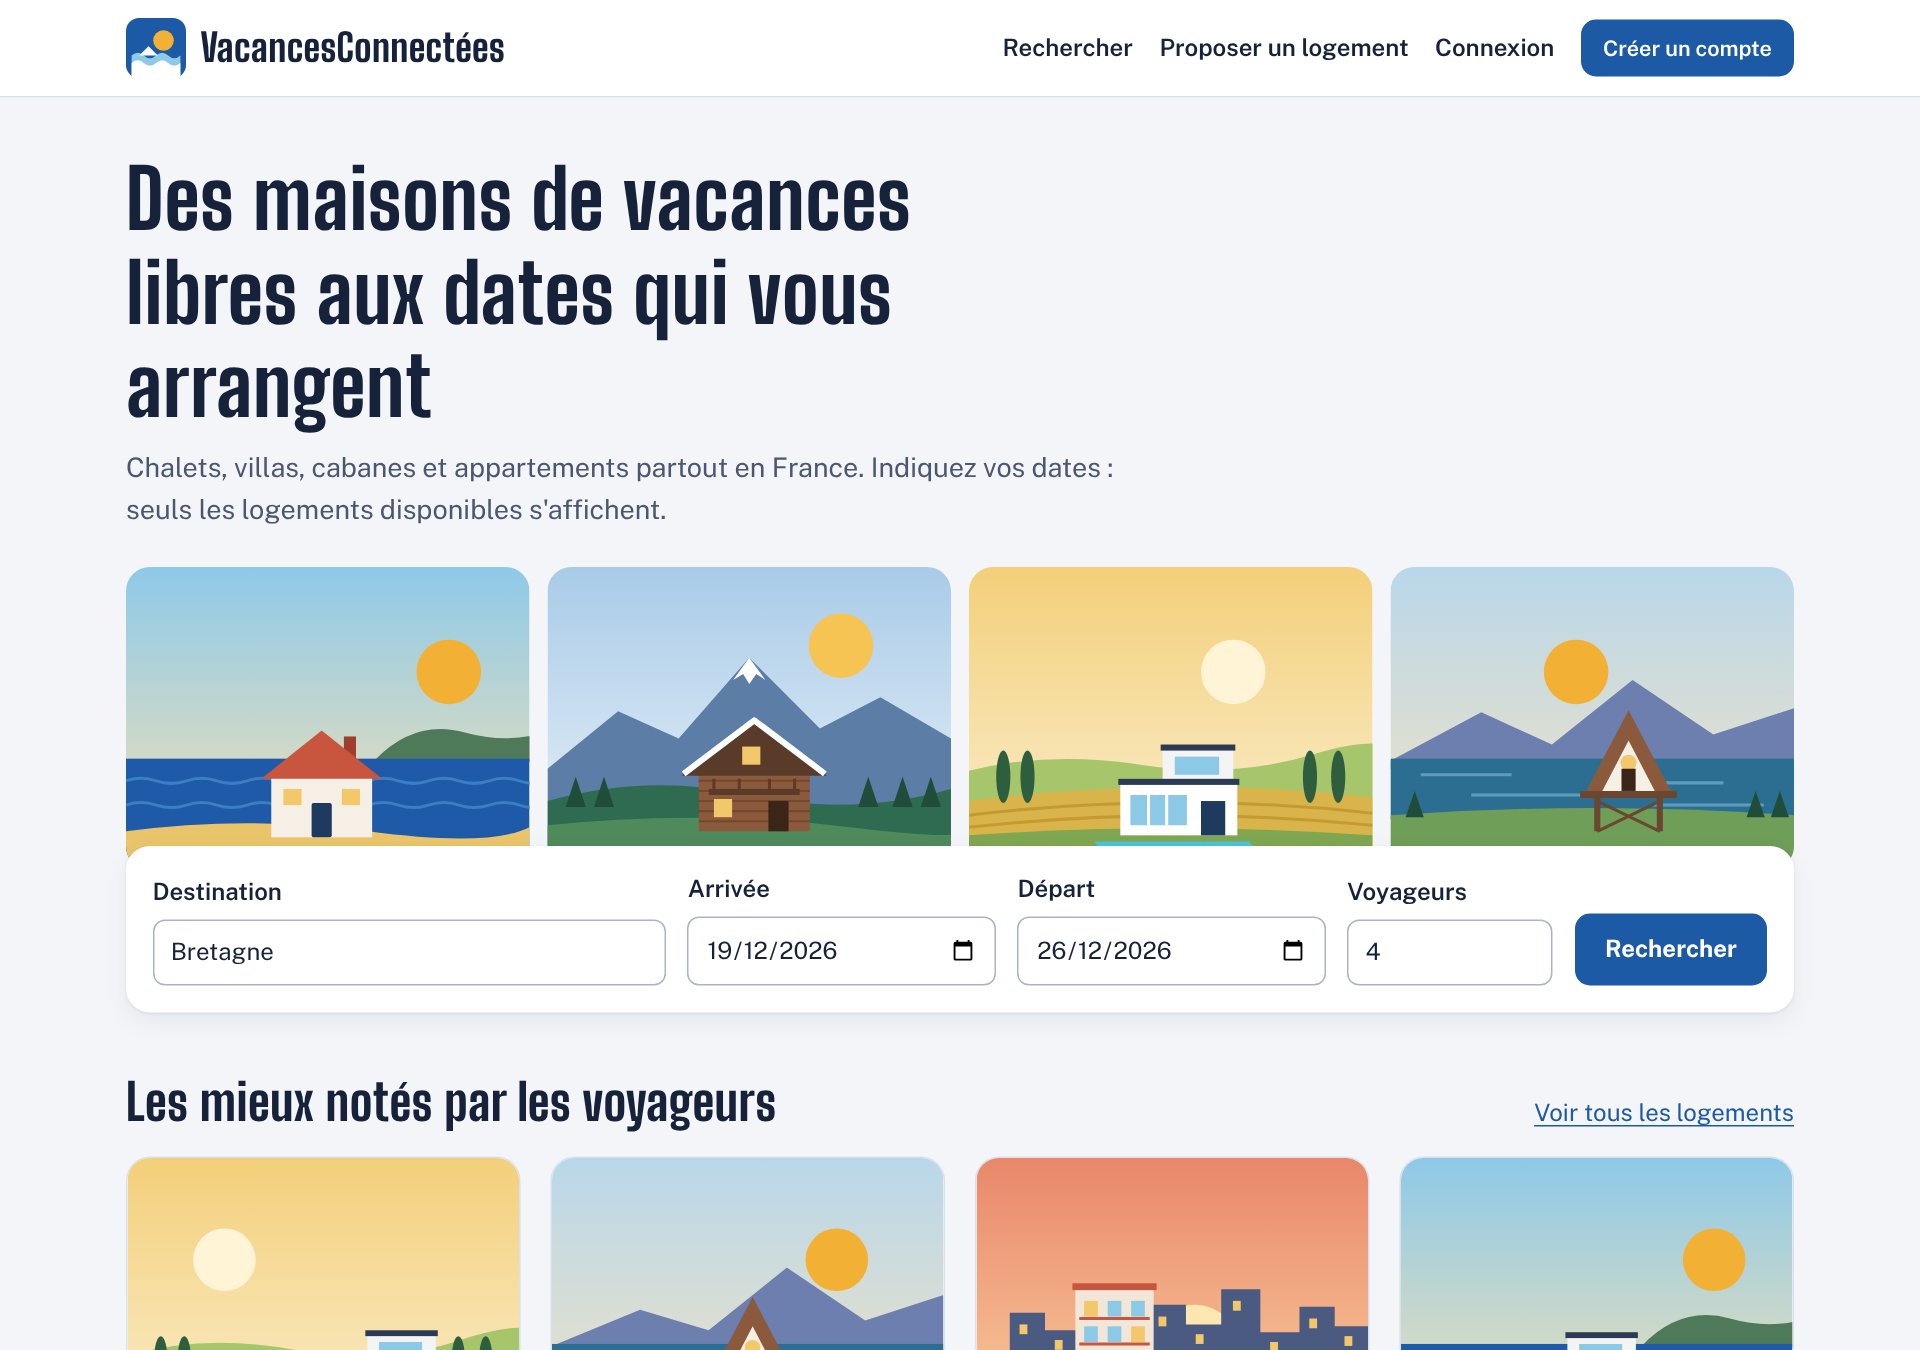 VacancesConnectées
Rechercher
Proposer un logement
Connexion
Créer un compte
Des maisons de vacances
libres aux dates qui vous
arrangent
Chalets, villas, cabanes et appartements partout en France. Indiquez vos dates :
seuls les logements disponibles s'affichent.
Destination
Bretagne
Arrivée
19/12/2026
Départ
26/12/2026
Voyageurs
4
Rechercher
Les mieux notés par les voyageurs
Voir tous les logements